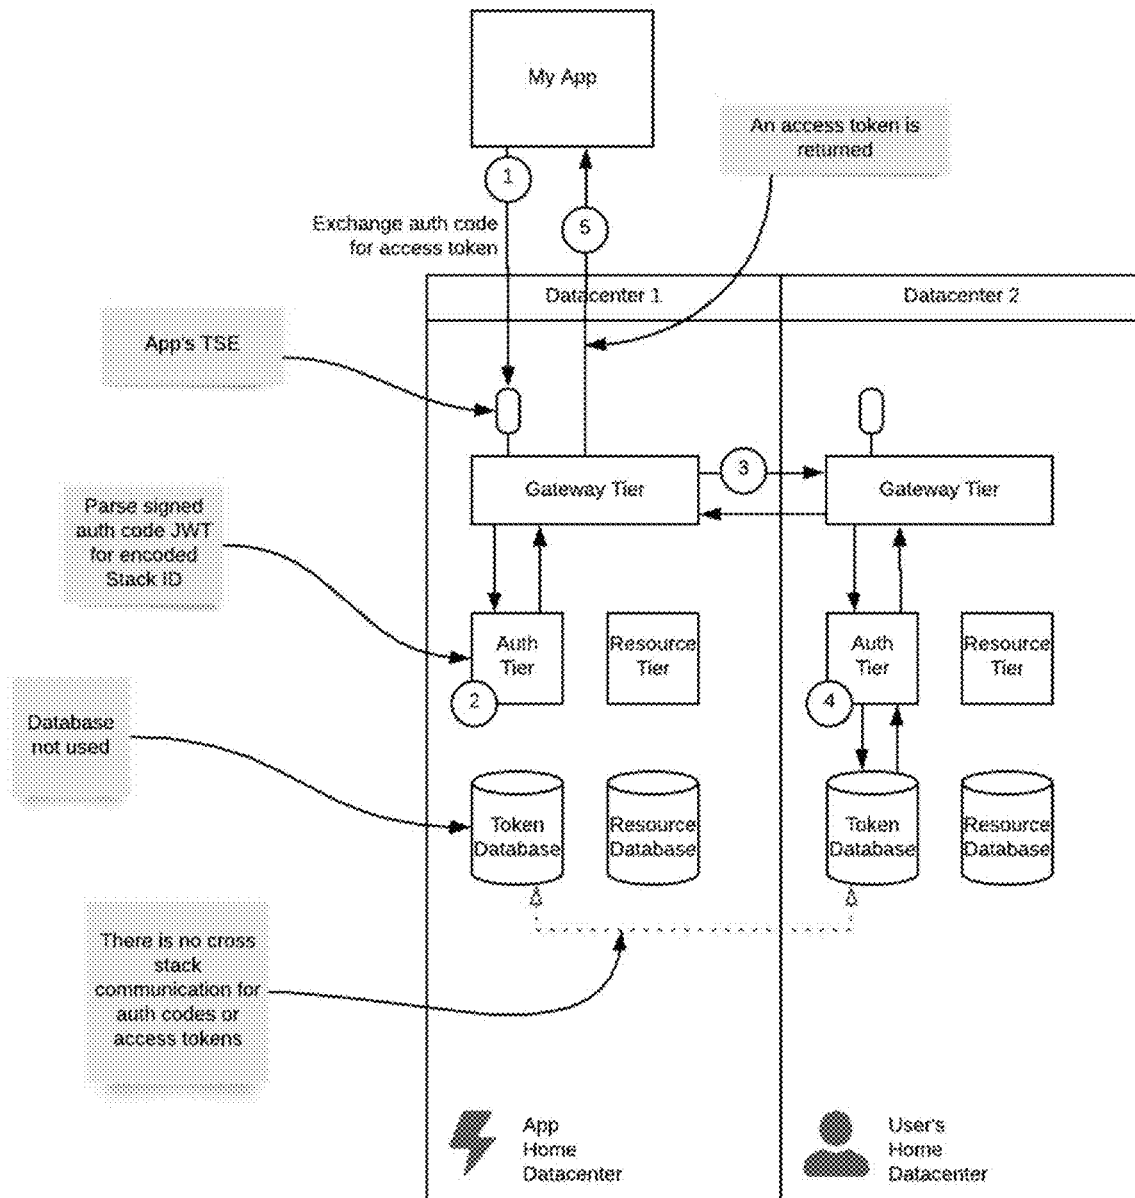 My App
An access token is
returned
1
5
Exchange auth code
for access token
Datacenter 1
Datacenter 2
App's TSE
3
Gateway Tier
Gateway Tier
Parse signed
auth code JWT
for encoded
Stack ID
Auth
Tier
Resource
Tier
Auth
Tier
Resource
Tier
2
4
Database
not used
Token
Database
Resource
Database
Token
Database
Resource
Database
There is no cross
stack
communication for
auth codes or
access tokens
App
Home
Datacenter
User's
Home
Datacenter